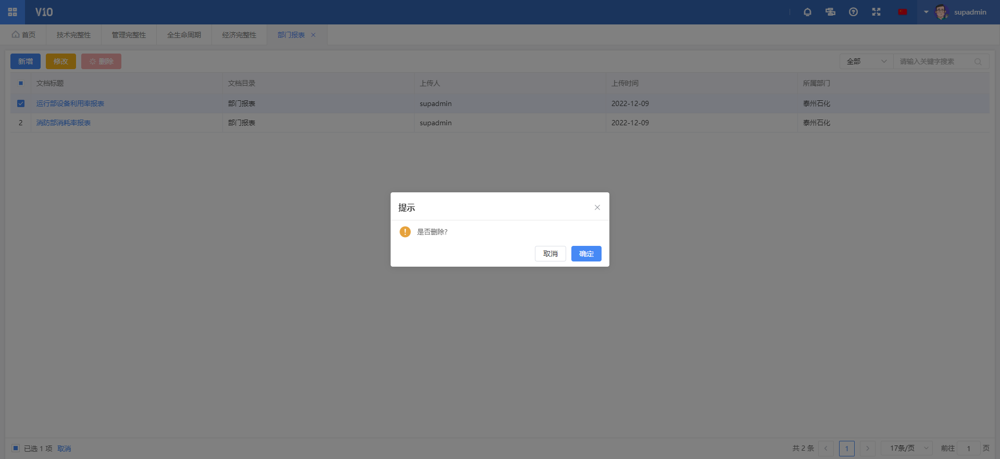 V10
supadmin
首页 技术完整性 管理完整性 全生命周期 经济完整性 部门报表
新增 修改 删除 全部 请输入关键字搜索
文档标题 文档目录 上传人 上传时间 所属部门
运行部设备利用率报表 部门报表 supadmin 2022-12-09 泰州石化
2 消防部消耗率报表 部门报表 supadmin 2022-12-09 泰州石化
提示
是否删除?
取消 确定
已选 1 项 取消 共 2 条 1 17条/页 前往 1 页